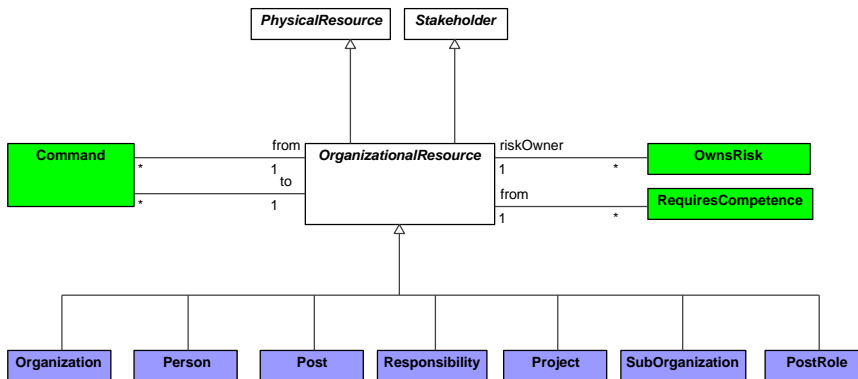 PhysicalResource
Stakeholder
Command
from
OrganizationalResource
riskOwner
OwnsRisk
*
1
1
*
to
from
RequiresCompetence
*
1
1
*
Organization
Person
Post
Responsibility
Project
SubOrganization
PostRole